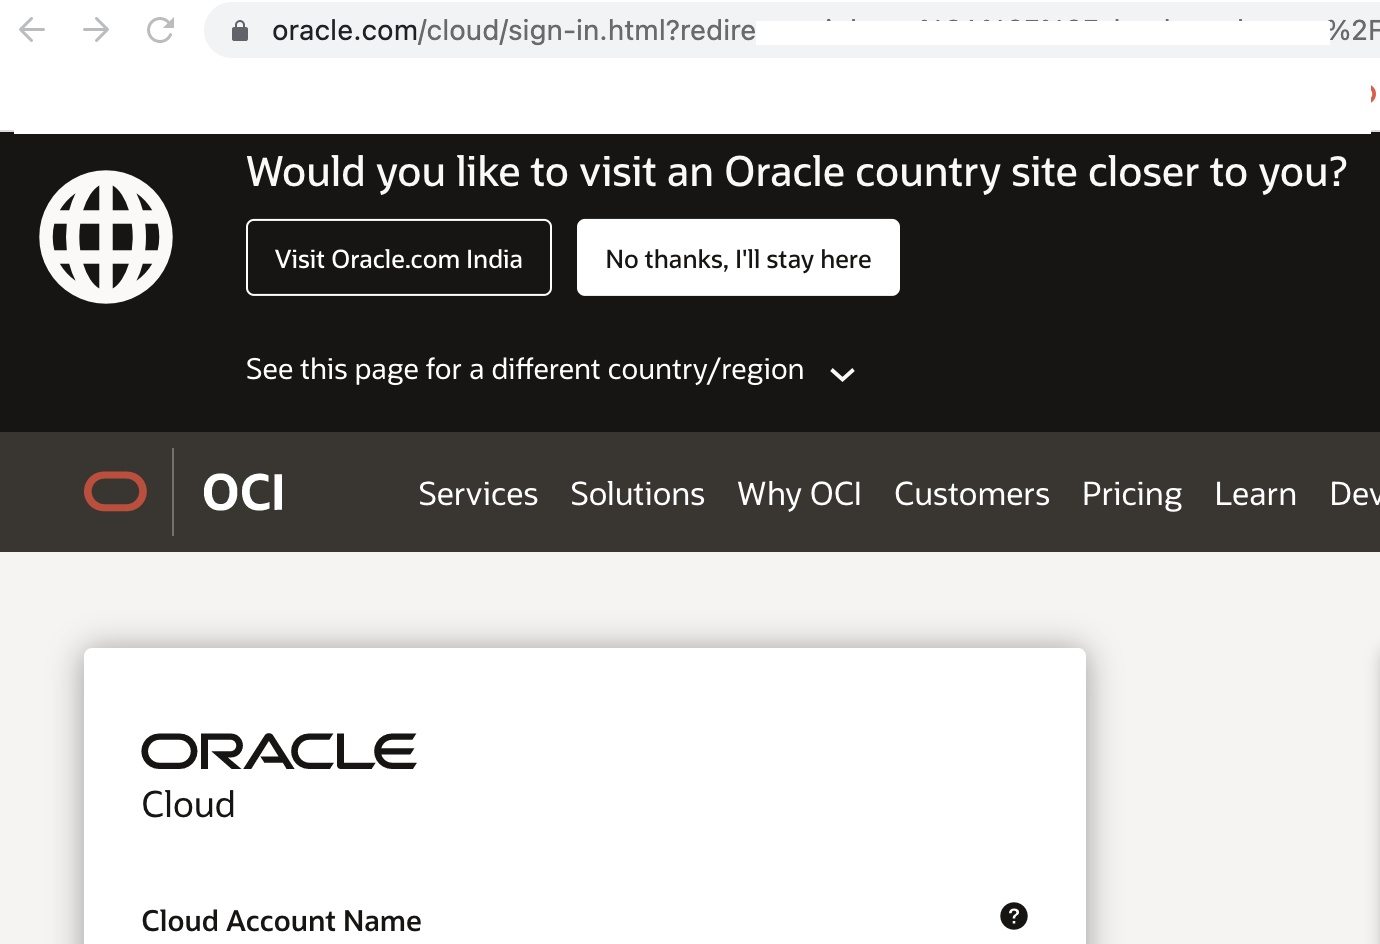 oracle.com/cloud/sign-in.html?redire
%2F
Would you like to visit an Oracle country site closer to you?
Visit Oracle.com India
No thanks, I'll stay here
See this page for a different country/region
OCI
Services
Solutions
Why OCI
Customers
Pricing
Learn
Dev
ORACLE
Cloud
Cloud Account Name
?